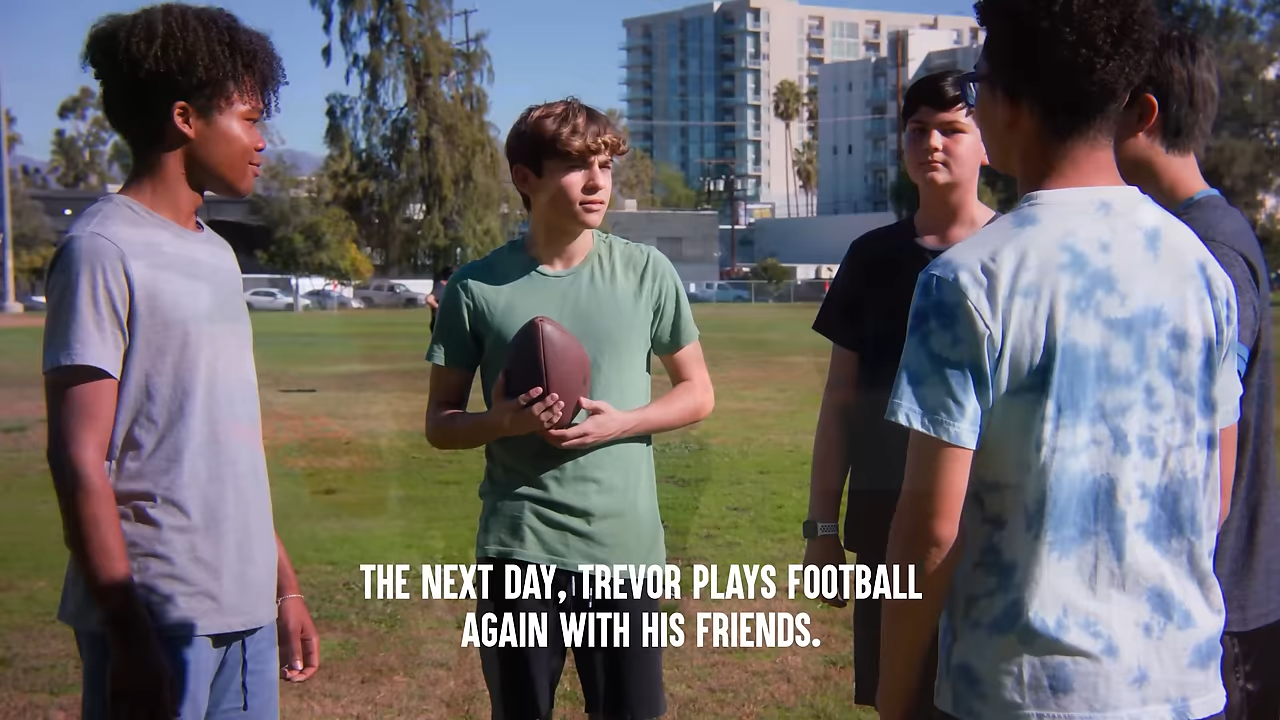 THE NEXT DAY, TREVOR PLAYS FOOTBALL
AGAIN WITH HIS FRIENDS.